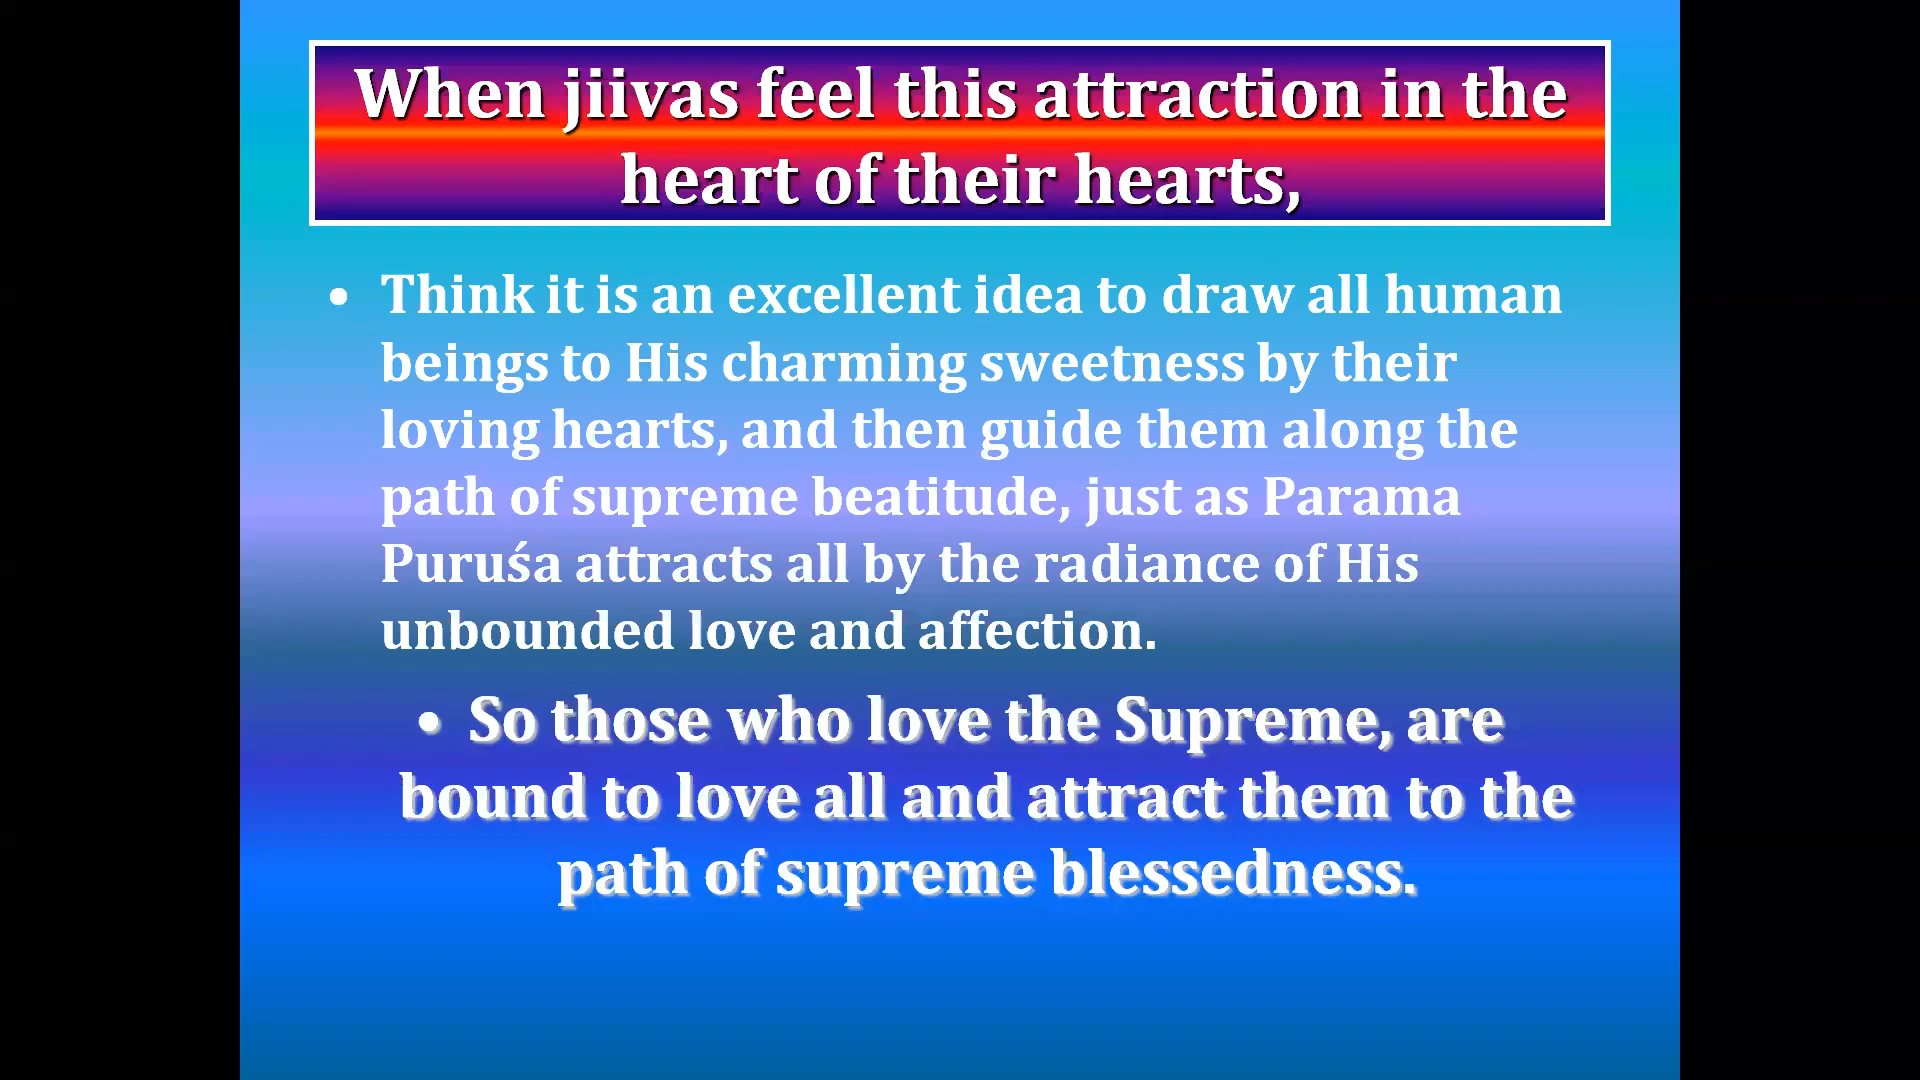 When jiivas feel this attraction in the
heart of their hearts,
• Think it is an excellent idea to draw all human
beings to His charming sweetness by their
loving hearts, and then guide them along the
path of supreme beatitude, just as Parama
Puruśa attracts all by the radiance of His
unbounded love and affection.
• So those who love the Supreme, are
bound to love all and attract them to the
path of supreme blessedness.